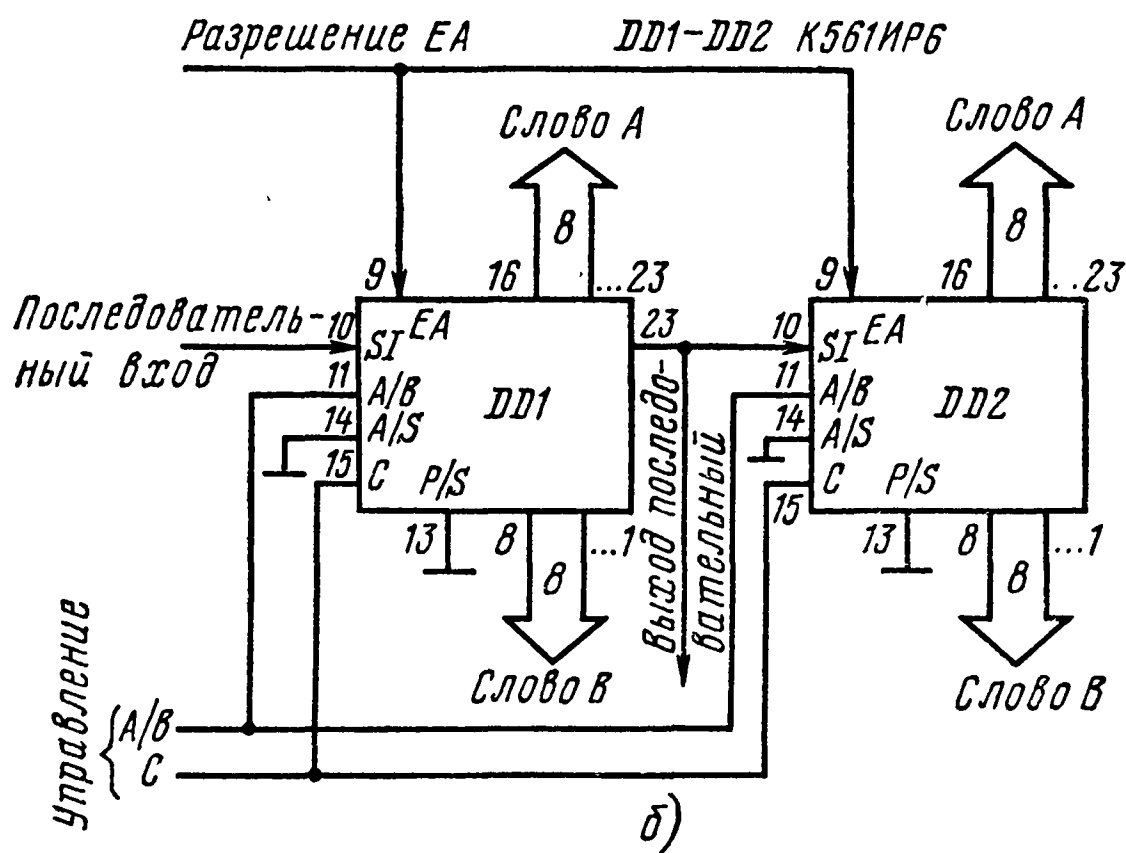 Разрешение EA
DD1-DD2 К561ИР6
Слово А
Слово А
8
8
9
16
...23
9
16
..23
Последователь-
ный вход
10
SI
EA
23
10
SI
EA
11
A/B
DD1
11
A/B
DD2
14
A/S
14
A/S
15
C
P/S
15
C
P/S
13
8
...1
13
8
...1
8
8
Выход последо-
вательный
Слово В
Слово В
Управление
A/B
C
б)